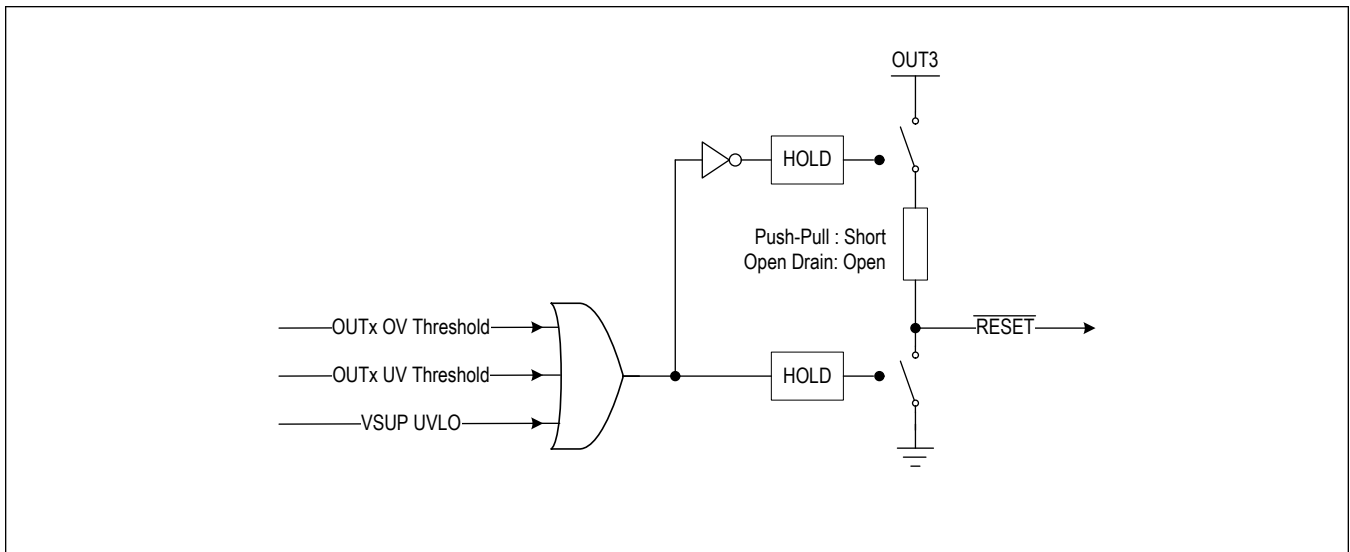 OUT3
HOLD
Push-Pull : Short
Open Drain: Open
OUTx OV Threshold
RESET
OUTx UV Threshold
HOLD
VSUP UVLO